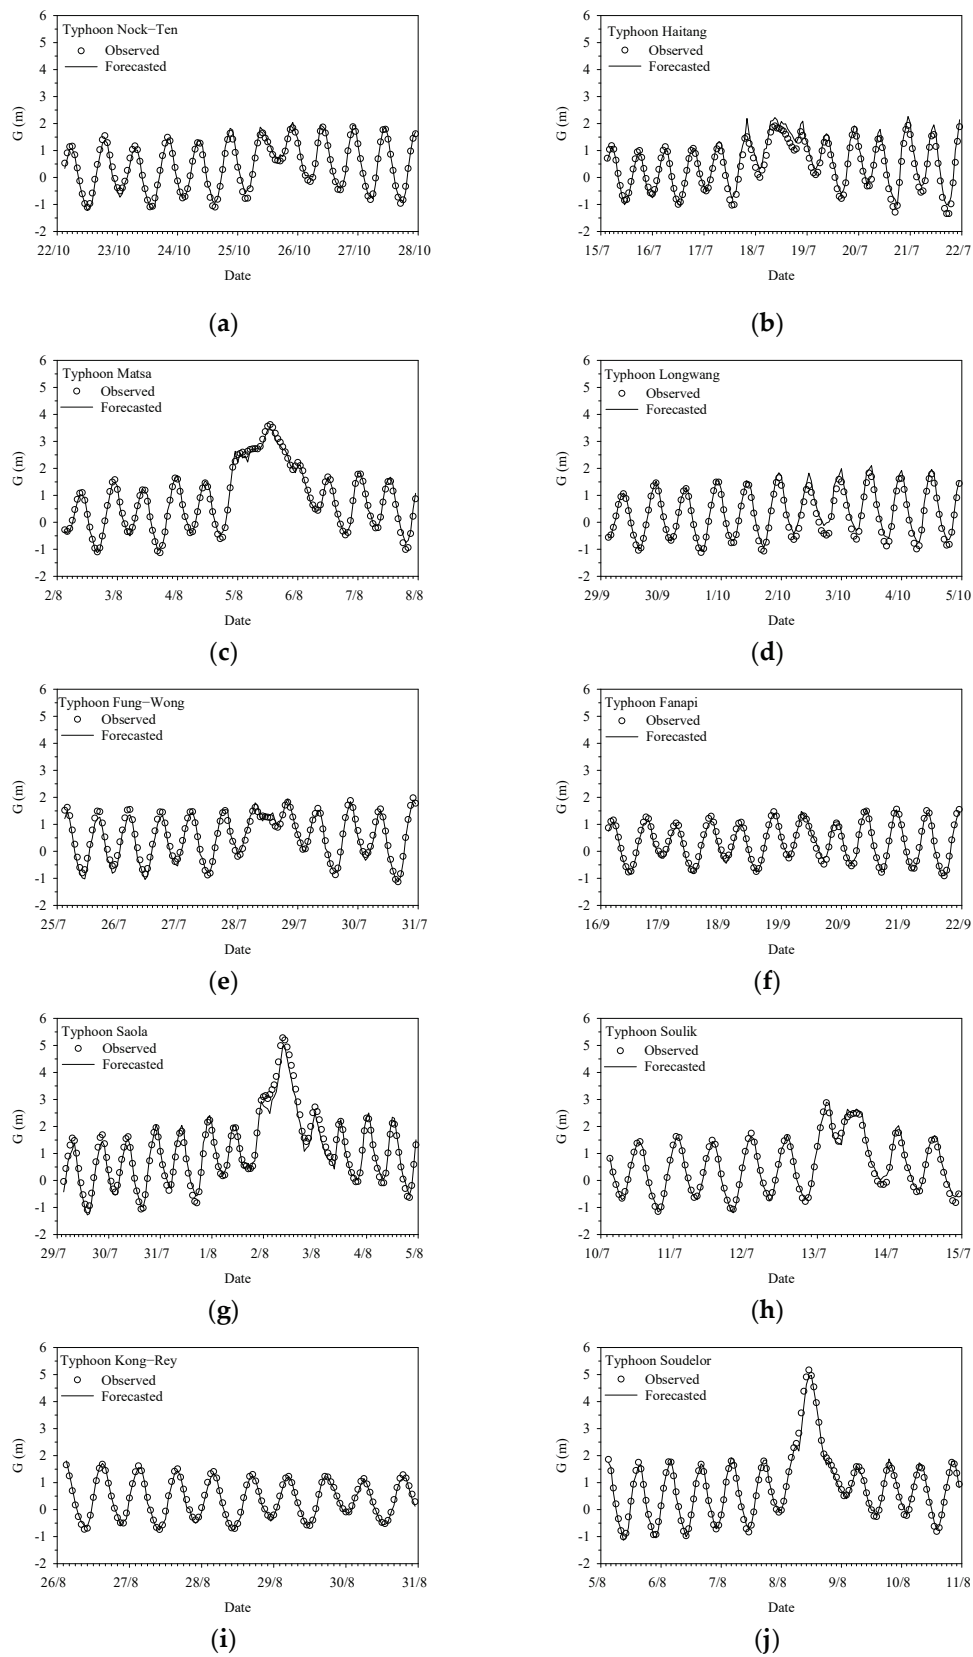 Typhoon Nock−Ten
Observed
Forecasted
G (m)
6
5
4
3
2
1
0
-1
-2
22/10 23/10 24/10 25/10 26/10 27/10 28/10
Date
(a)
Typhoon Haitang
Observed
Forecasted
G (m)
6
5
4
3
2
1
0
-1
-2
15/7 16/7 17/7 18/7 19/7 20/7 21/7 22/7
Date
(b)
Typhoon Matsa
Observed
Forecasted
G (m)
6
5
4
3
2
1
0
-1
-2
2/8 3/8 4/8 5/8 6/8 7/8 8/8
Date
(c)
Typhoon Longwang
Observed
Forecasted
G (m)
6
5
4
3
2
1
0
-1
-2
29/9 30/9 1/10 2/10 3/10 4/10 5/10
Date
(d)
Typhoon Fung−Wong
Observed
Forecasted
G (m)
6
5
4
3
2
1
0
-1
-2
25/7 26/7 27/7 28/7 29/7 30/7 31/7
Date
(e)
Typhoon Fanapi
Observed
Forecasted
G (m)
6
5
4
3
2
1
0
-1
-2
16/9 17/9 18/9 19/9 20/9 21/9 22/9
Date
(f)
Typhoon Saola
Observed
Forecasted
G (m)
6
5
4
3
2
1
0
-1
-2
29/7 30/7 31/7 1/8 2/8 3/8 4/8 5/8
Date
(g)
Typhoon Soulik
Observed
Forecasted
G (m)
6
5
4
3
2
1
0
-1
-2
10/7 11/7 12/7 13/7 14/7 15/7
Date
(h)
Typhoon Kong−Rey
Observed
Forecasted
G (m)
6
5
4
3
2
1
0
-1
-2
26/8 27/8 28/8 29/8 30/8 31/8
Date
(i)
Typhoon Soudelor
Observed
Forecasted
G (m)
6
5
4
3
2
1
0
-1
-2
5/8 6/8 7/8 8/8 9/8 10/8 11/8
Date
(j)